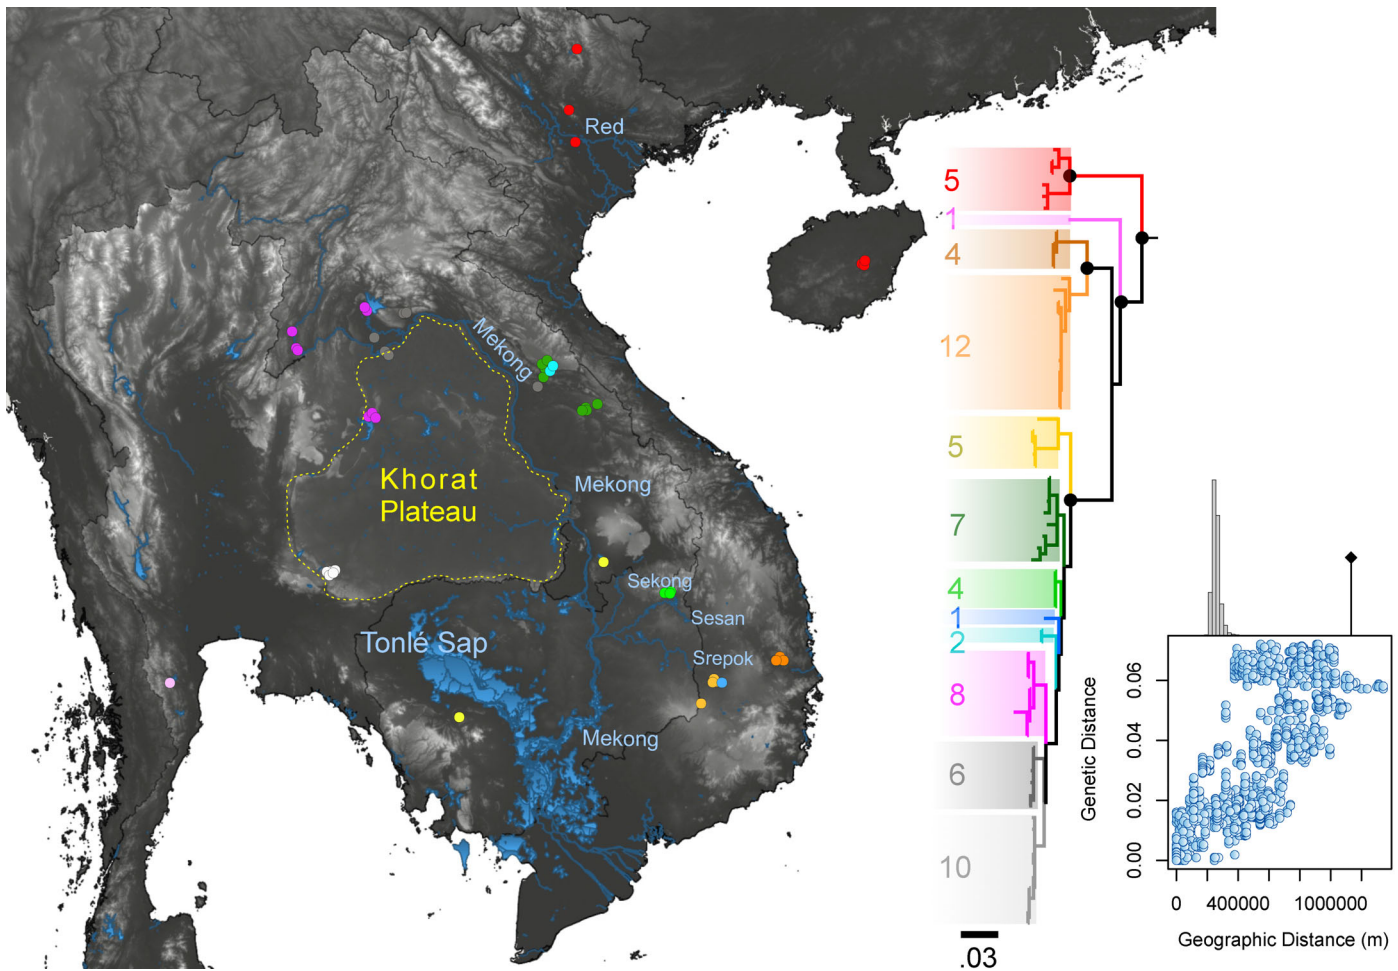 Red
Mekong
Khorat
Plateau
Mekong
Sekong
Sesan
Srepok
Tonlé Sap
Mekong
5
1
4
12
5
7
4
1
2
8
6
10
.03
Genetic Distance
0.00
0.02
0.04
0.06
0
400000
1000000
Geographic Distance (m)